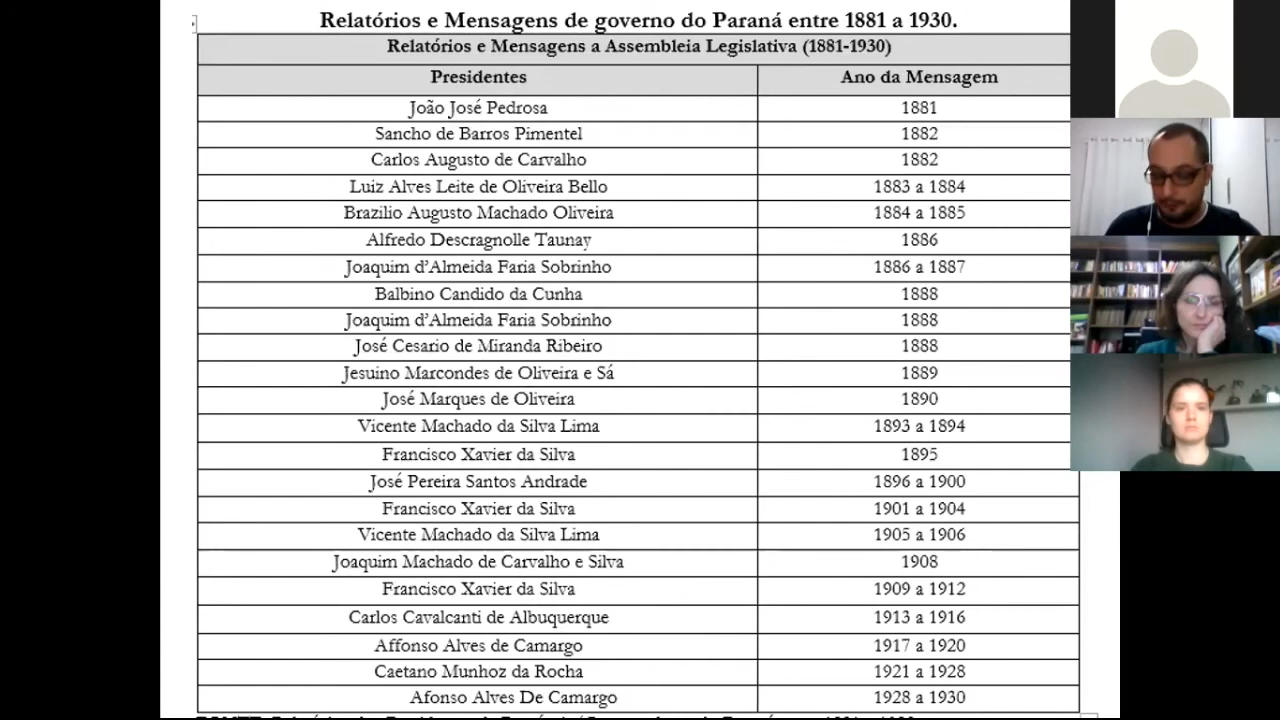 Relatórios e Mensagens de governo do Paraná entre 1881 a 1930.
Relatórios e Mensagens a Assembleia Legislativa (1881-1930)
Presidentes Ano da Mensagem
João José Pedrosa 1881
Sancho de Barros Pimentel 1882
Carlos Augusto de Carvalho 1882
Luiz Alves Leite de Oliveira Bello 1883 a 1884
Brazilio Augusto Machado Oliveira 1884 a 1885
Alfredo Descragnolle Taunay 1886
Joaquim d’Almeida Faria Sobrinho 1886 a 1887
Balbino Candido da Cunha 1888
Joaquim d’Almeida Faria Sobrinho 1888
José Cesario de Miranda Ribeiro 1888
Jesuino Marcondes de Oliveira e Sá 1889
José Marques de Oliveira 1890
Vicente Machado da Silva Lima 1893 a 1894
Francisco Xavier da Silva 1895
José Pereira Santos Andrade 1896 a 1900
Francisco Xavier da Silva 1901 a 1904
Vicente Machado da Silva Lima 1905 a 1906
Joaquim Machado de Carvalho e Silva 1908
Francisco Xavier da Silva 1909 a 1912
Carlos Cavalcanti de Albuquerque 1913 a 1916
Affonso Alves de Camargo 1917 a 1920
Caetano Munhoz da Rocha 1921 a 1928
Afonso Alves De Camargo 1928 a 1930